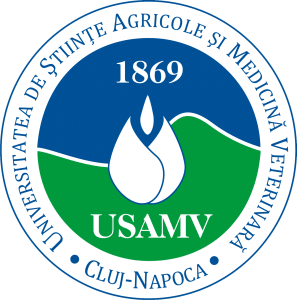 Universitatea de Științe Agricole și Medicină Veterinară
1869
USAMV
• Cluj-Napoca •